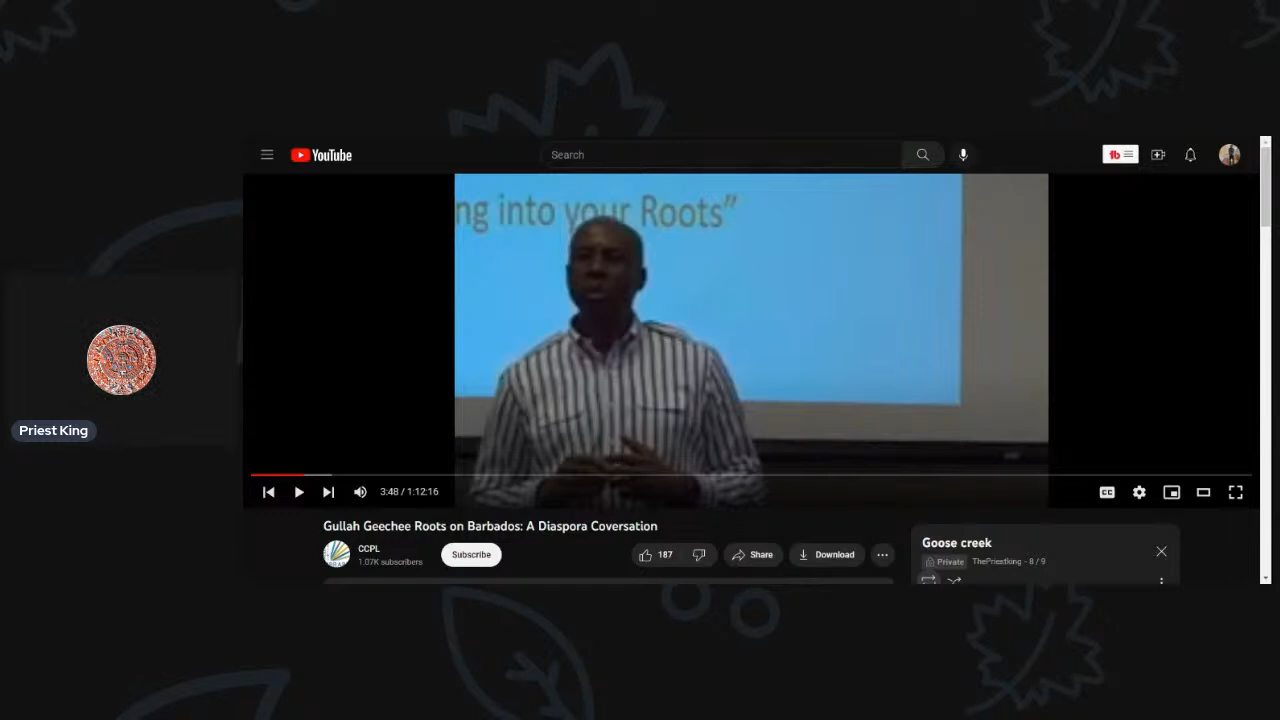 YouTube
Search
ng into your Roots”
Priest King
3:48 / 1:12:16
Gullah Geechee Roots on Barbados: A Diaspora Coversation
CCPL
1.07K subscribers
Subscribe
187
Share
Download
Goose creek
Private
ThePriestking - 8 / 9